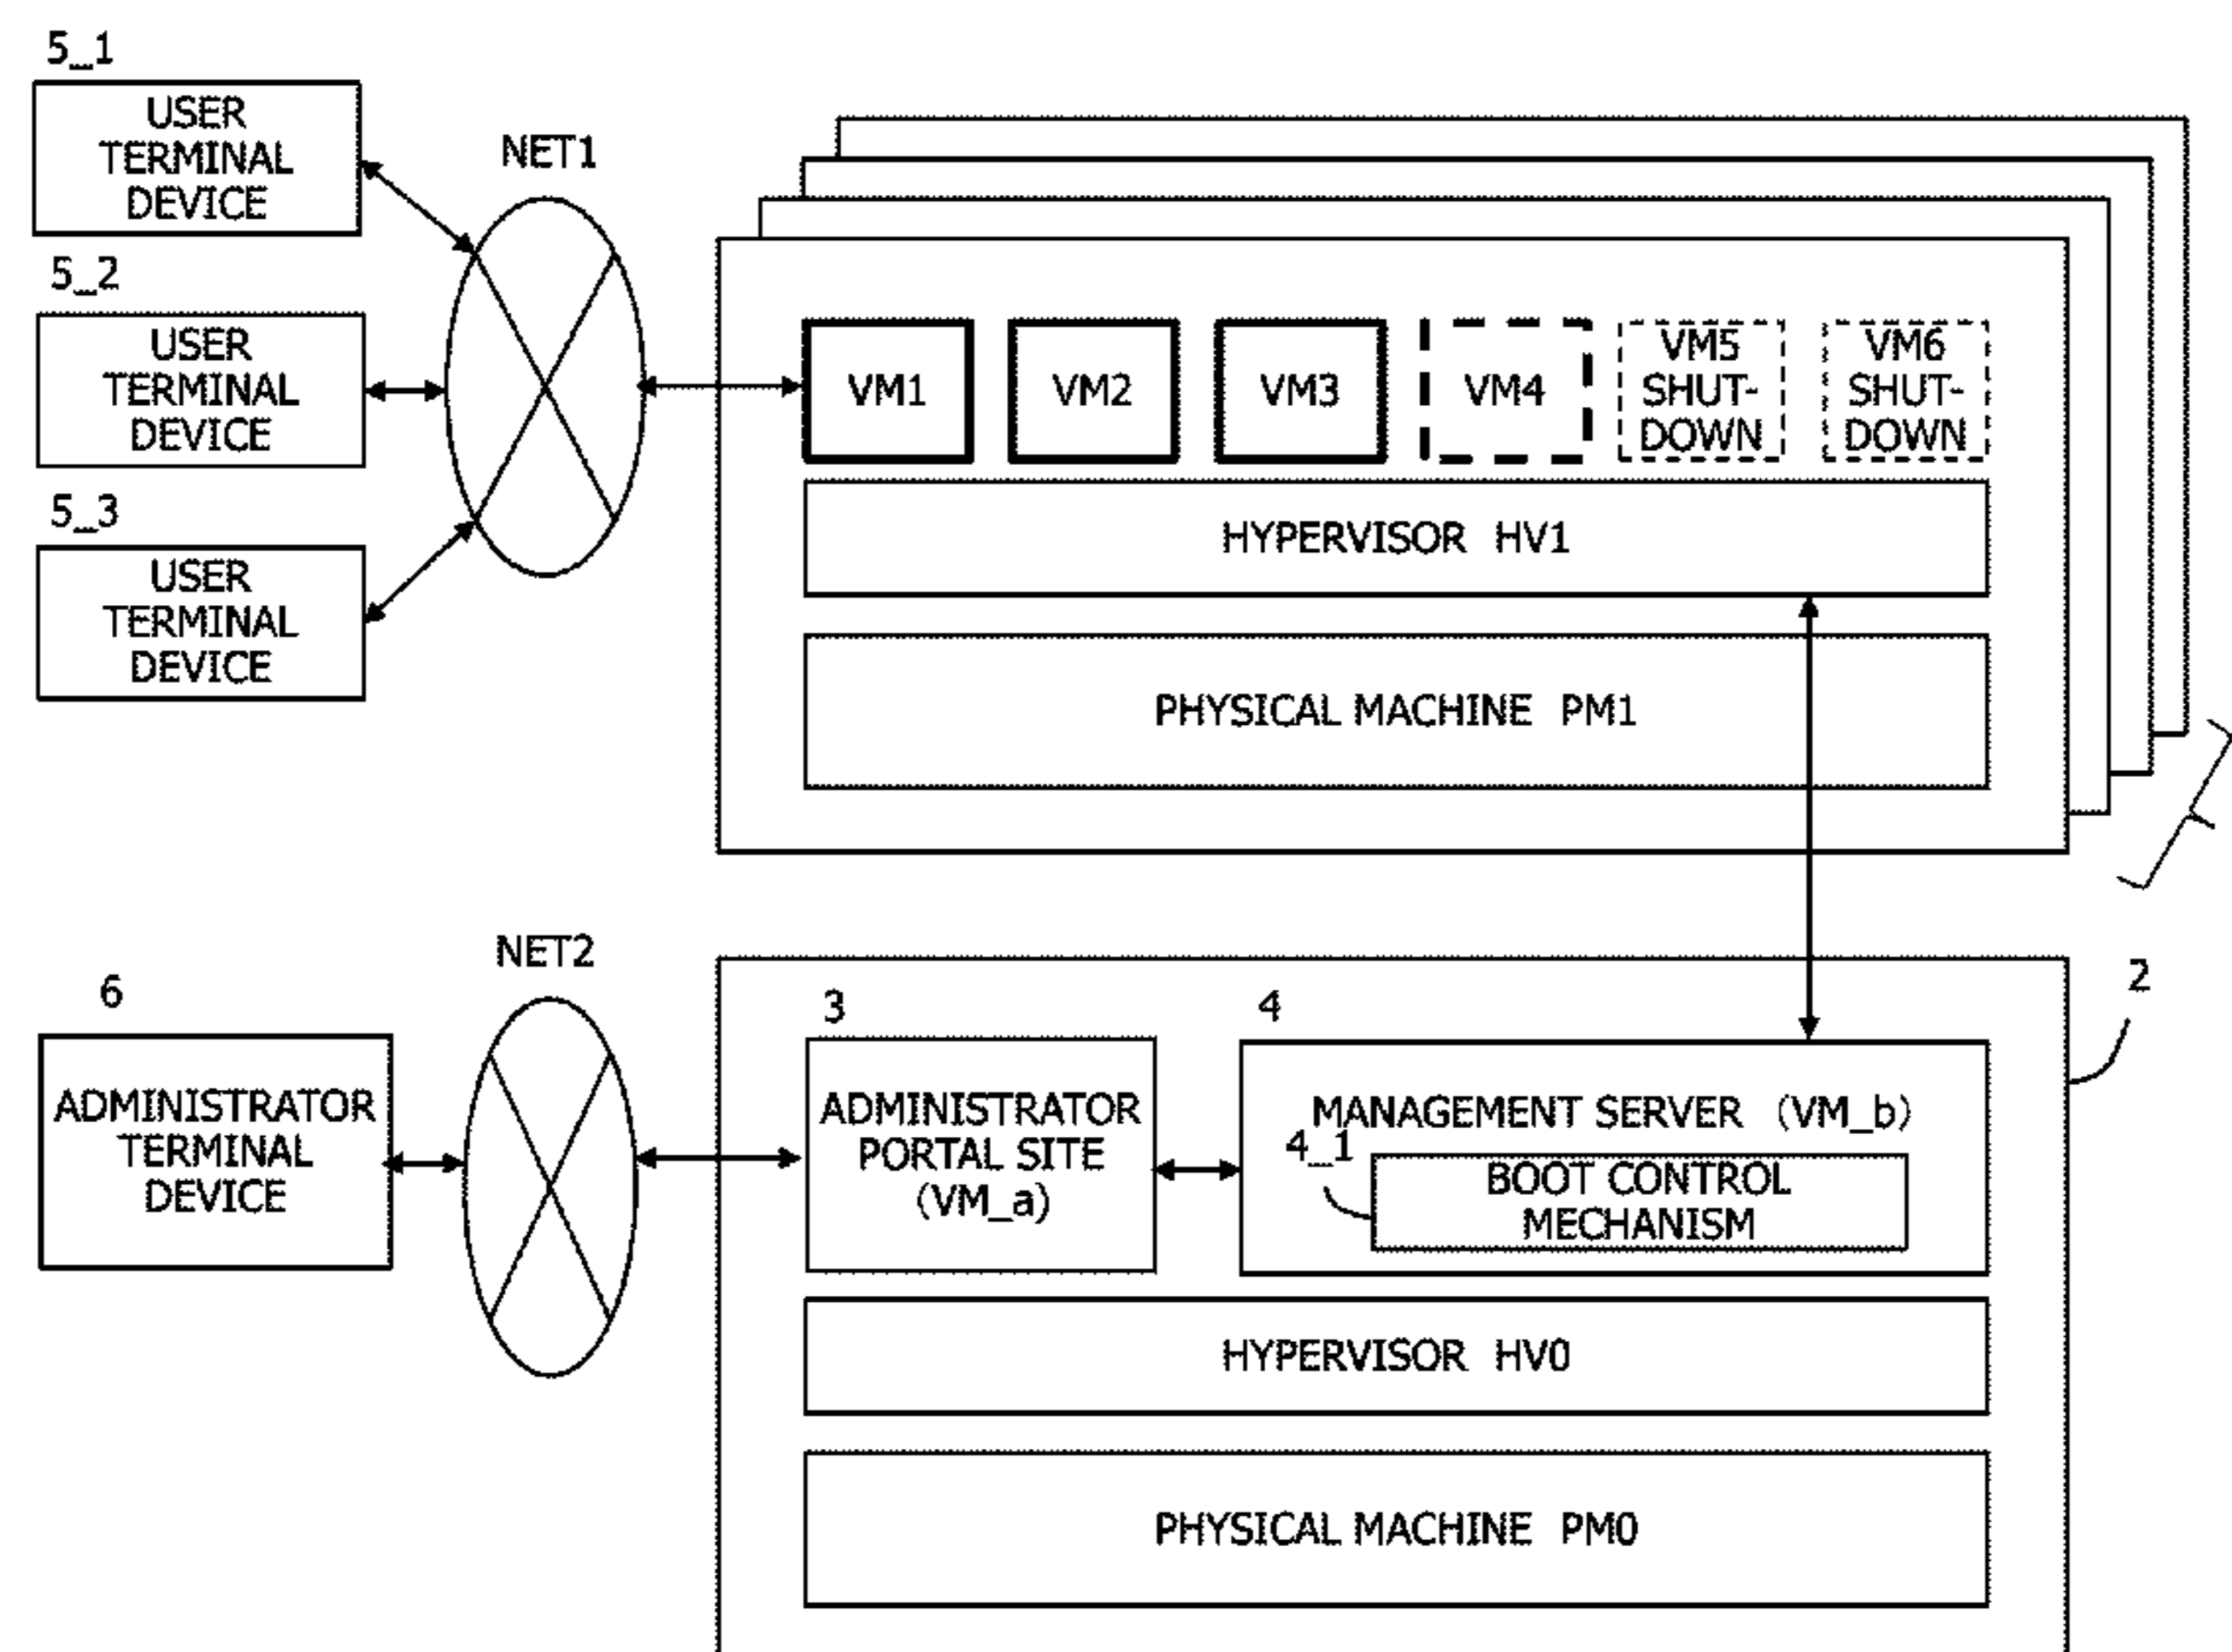 5_1
USER
TERMINAL
DEVICE
5_2
USER
TERMINAL
DEVICE
5_3
USER
TERMINAL
DEVICE
NET1
VM1
VM2
VM3
VM4
VM5
SHUT-
DOWN
VM6
SHUT-
DOWN
HYPERVISOR HV1
PHYSICAL MACHINE PM1
6
ADMINISTRATOR
TERMINAL
DEVICE
NET2
2
3
ADMINISTRATOR
PORTAL SITE
(VM_a)
4
MANAGEMENT SERVER (VM_b)
4_1
BOOT CONTROL
MECHANISM
HYPERVISOR HV0
PHYSICAL MACHINE PM0